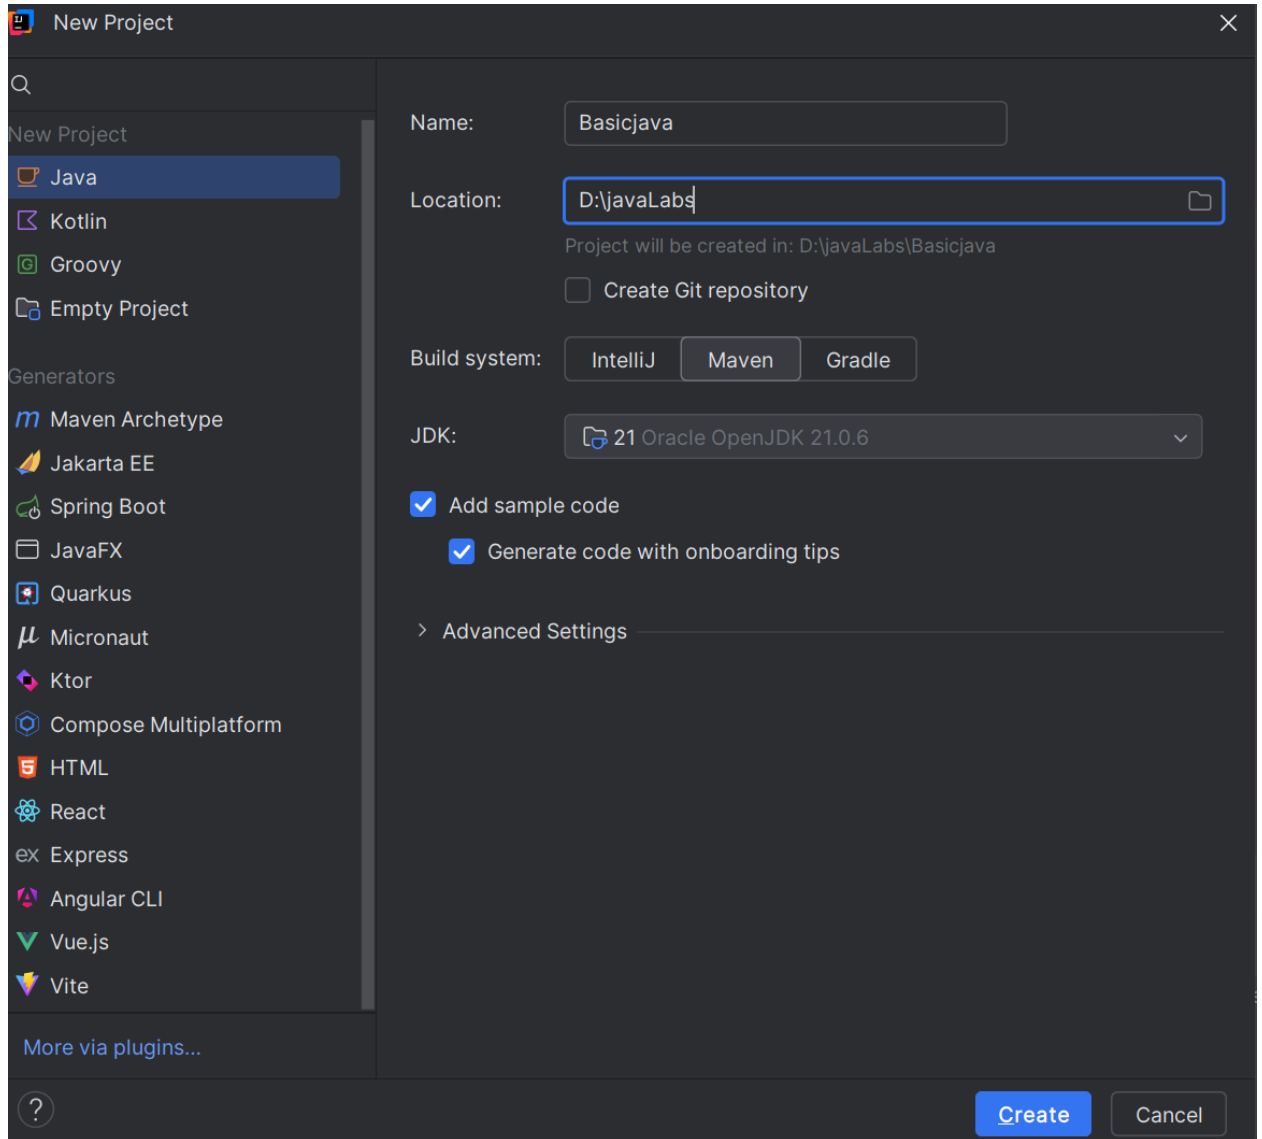 New Project
New Project
Java
Kotlin
Groovy
Empty Project
Generators
Maven Archetype
Jakarta EE
Spring Boot
JavaFX
Quarkus
Micronaut
Ktor
Compose Multiplatform
HTML
React
Express
Angular CLI
Vue.js
Vite
More via plugins...
Name: Basicjava
Location: D:\javaLabs
Project will be created in: D:\javaLabs\Basicjava
Create Git repository
Build system: IntelliJ Maven Gradle
JDK: 21 Oracle OpenJDK 21.0.6
Add sample code
Generate code with onboarding tips
Advanced Settings
? Create Cancel